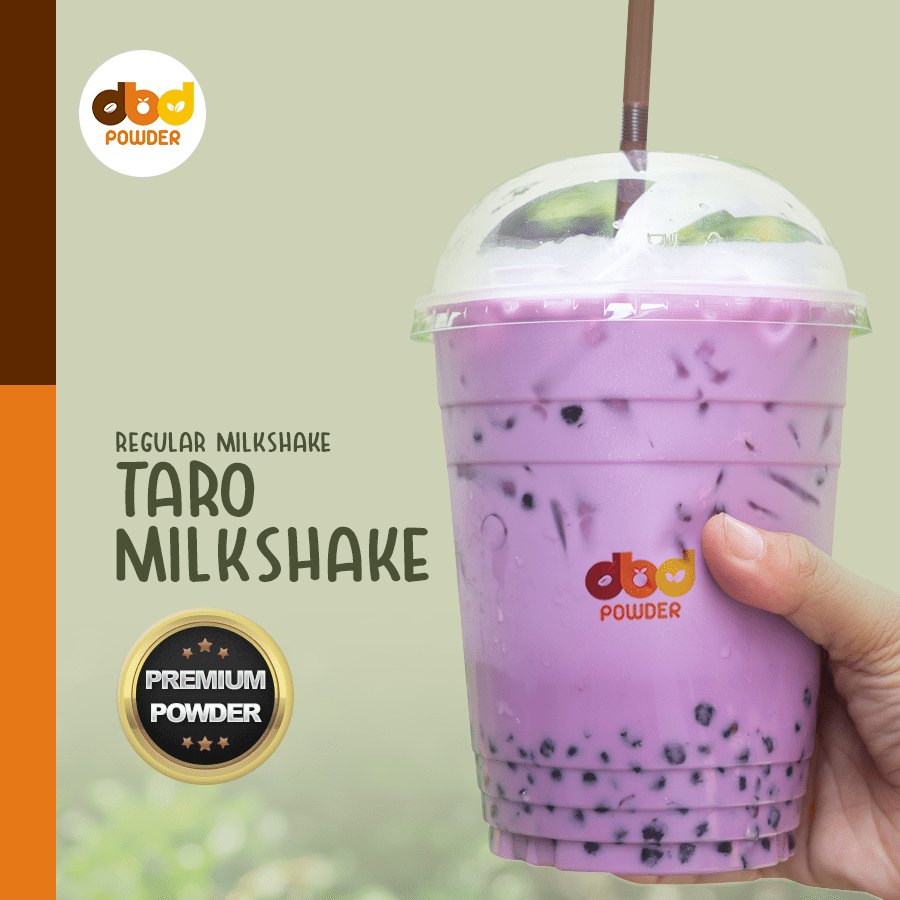 dbd
POWDER
REGULAR MILKSHAKE
TARO
MILKSHAKE
PREMIUM
POWDER
dbd
POWDER